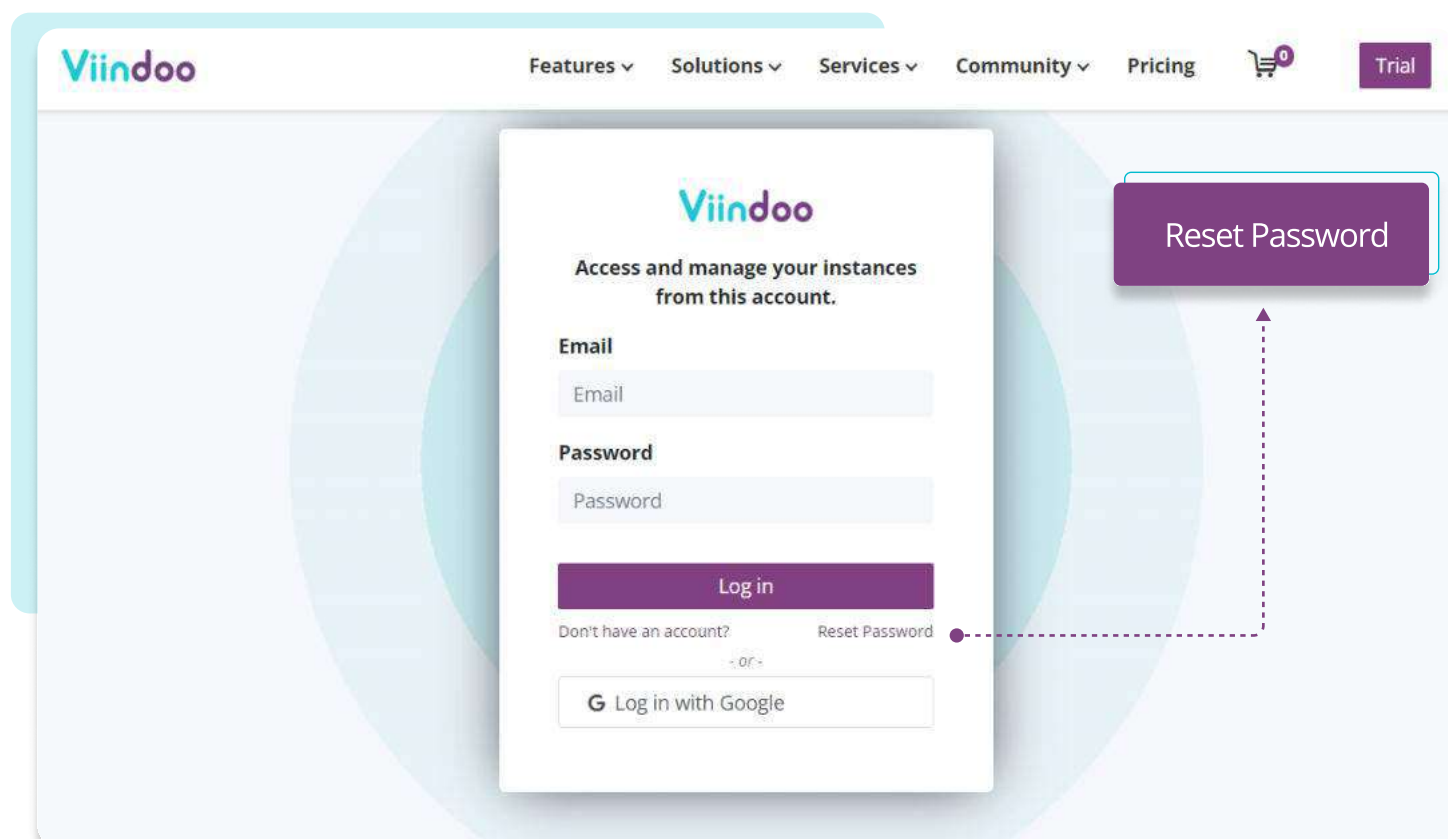 Viindoo
Features
Solutions
Services
Community
Pricing
0
Trial
Viindoo
Access and manage your instances
from this account.
Reset Password
Email
Email
Password
Password
Log in
Don't have an account?
Reset Password
- or -
G Log in with Google